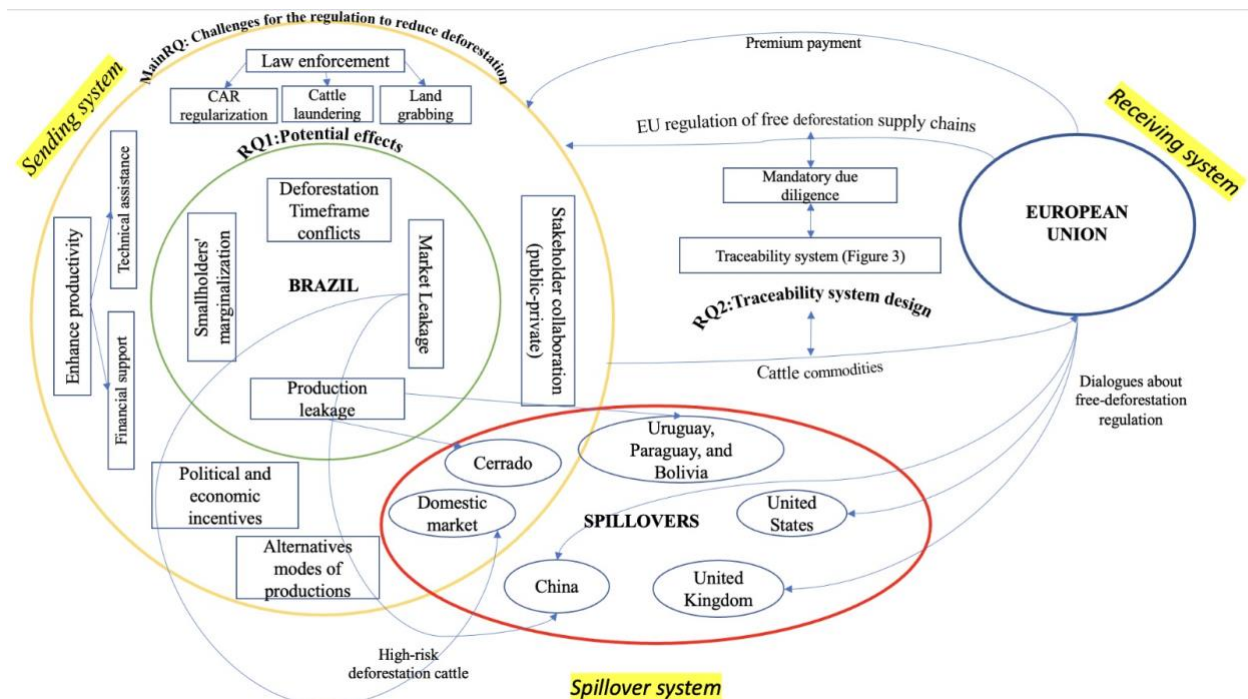 MainRQ: Challenges for the regulation to reduce deforestation
Sending system
Law enforcement
CAR
regularization
Cattle
laundering
Land
grabbing
RQ1:Potential effects
Deforestation
Timeframe
conflicts
Smallholders'
marginalization
BRAZIL
Market Leakage
Production
leakage
Enhance productivity
Technical assistance
Financial support
Stakeholder collaboration
(public-private)
Political and
economic
incentives
Alternatives
modes of
productions
Premium payment
EU regulation of free deforestation supply chains
Mandatory due
diligence
Traceability system (Figure 3)
RQ2:Traceability system design
Cattle commodities
Receiving system
EUROPEAN
UNION
Dialogues about
free-deforestation
regulation
Uruguay,
Paraguay, and
Bolivia
Cerrado
Domestic
market
SPILLOVERS
United
States
China
United
Kingdom
High-risk
deforestation cattle
Spillover system